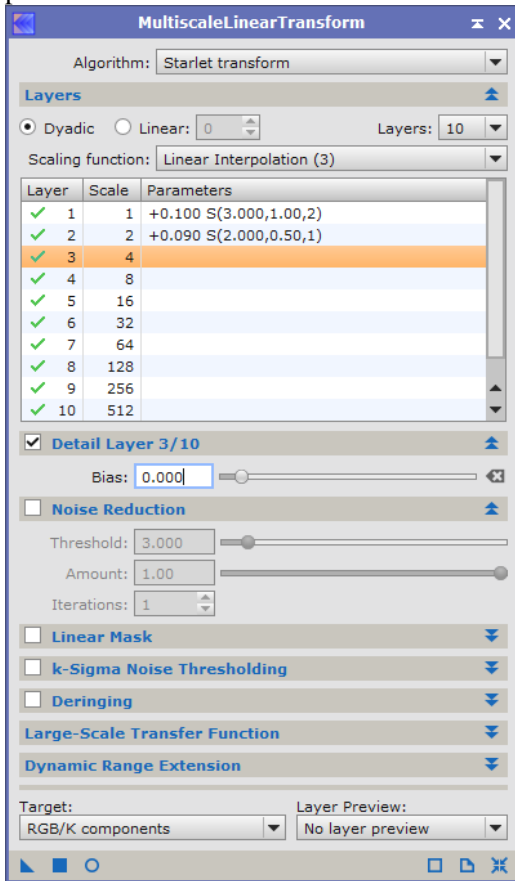 p
MultiscaleLinearTransform
Algorithm: Starlet transform
Layers
Dyadic Linear: 0 Layers: 10
Scaling function: Linear Interpolation (3)
Layer Scale Parameters
1 1 +0.100 S(3.000,1.00,2)
2 2 +0.090 S(2.000,0.50,1)
3 4
4 8
5 16
6 32
7 64
8 128
9 256
10 512
Detail Layer 3/10
Bias: 0.000
Noise Reduction
Threshold: 3.000
Amount: 1.00
Iterations: 1
Linear Mask
k-Sigma Noise Thresholding
Deringing
Large-Scale Transfer Function
Dynamic Range Extension
Target: Layer Preview:
RGB/K components No layer preview